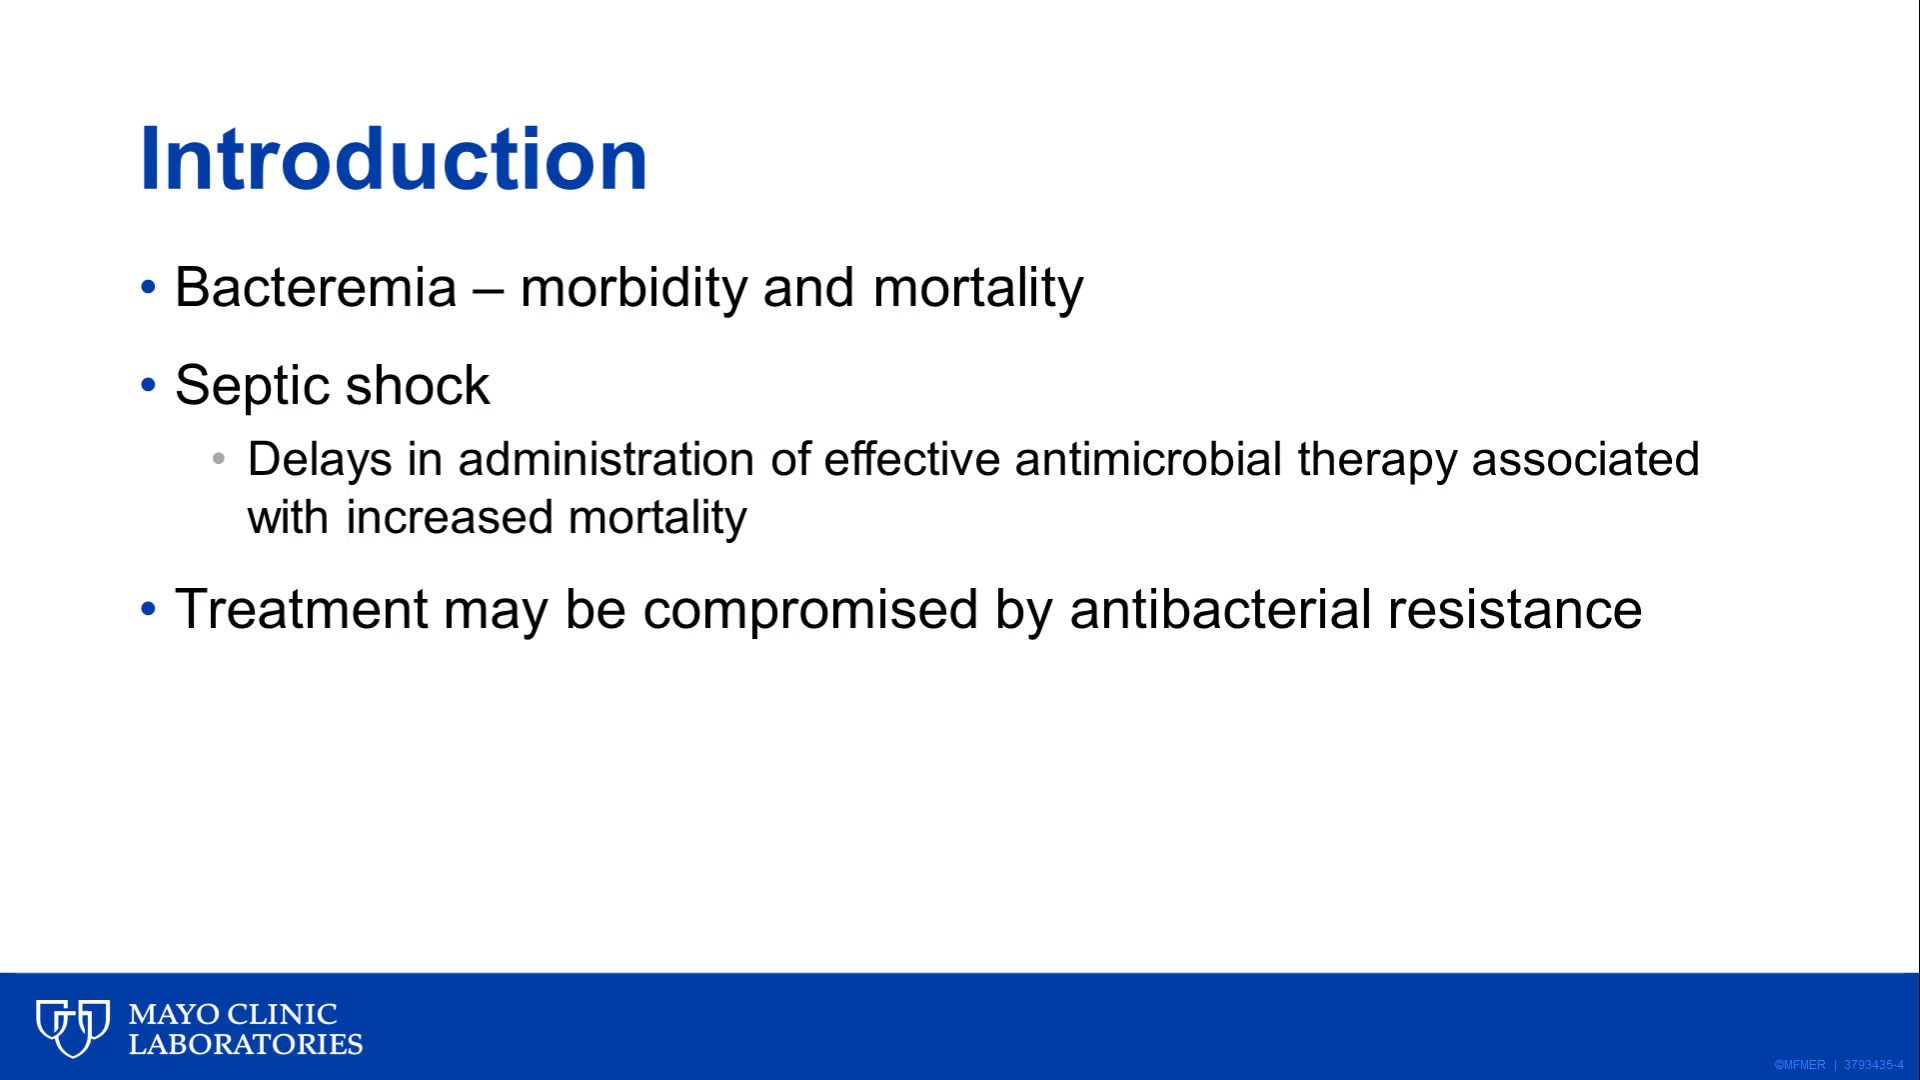 Introduction
• Bacteremia – morbidity and mortality
• Septic shock
• Delays in administration of effective antimicrobial therapy associated
with increased mortality
• Treatment may be compromised by antibacterial resistance
MAYO CLINIC
LABORATORIES
©MFMER | 3793435-4